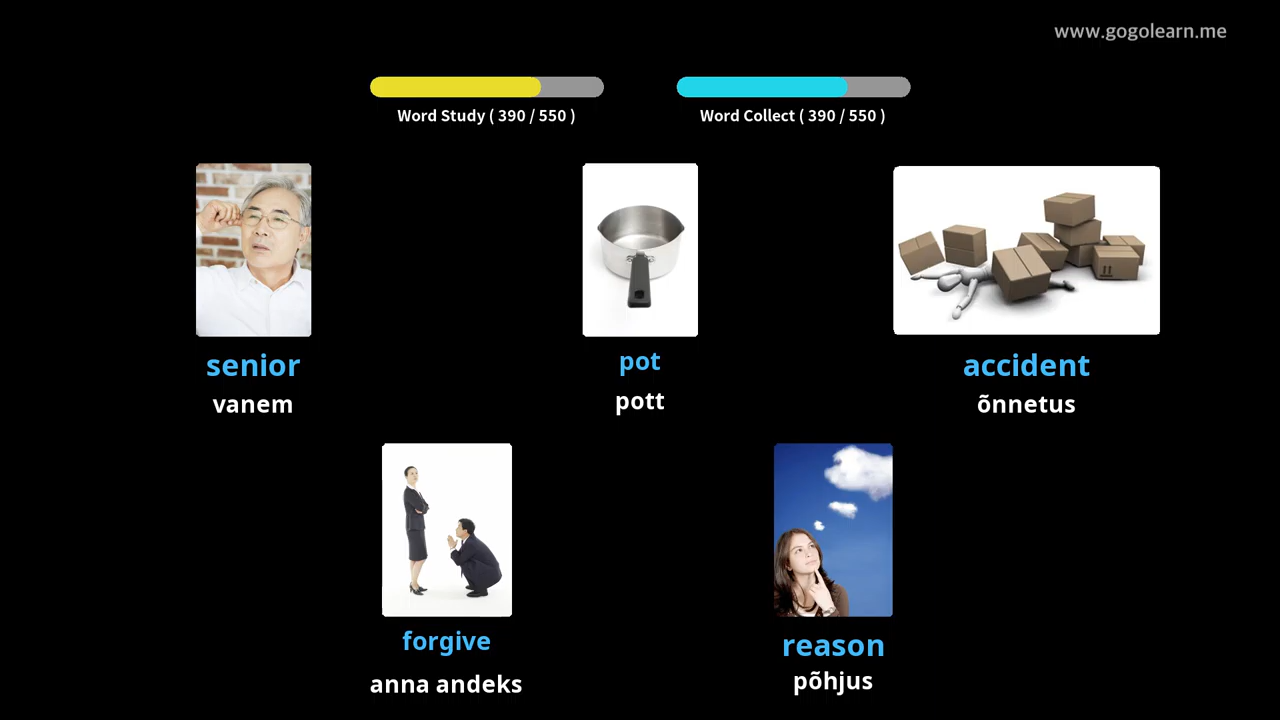 www.gogolearn.me
Word Study ( 390 / 550 )
Word Collect ( 390 / 550 )
senior
vanem
pot
pott
accident
õnnetus
forgive
anna andeks
reason
põhjus